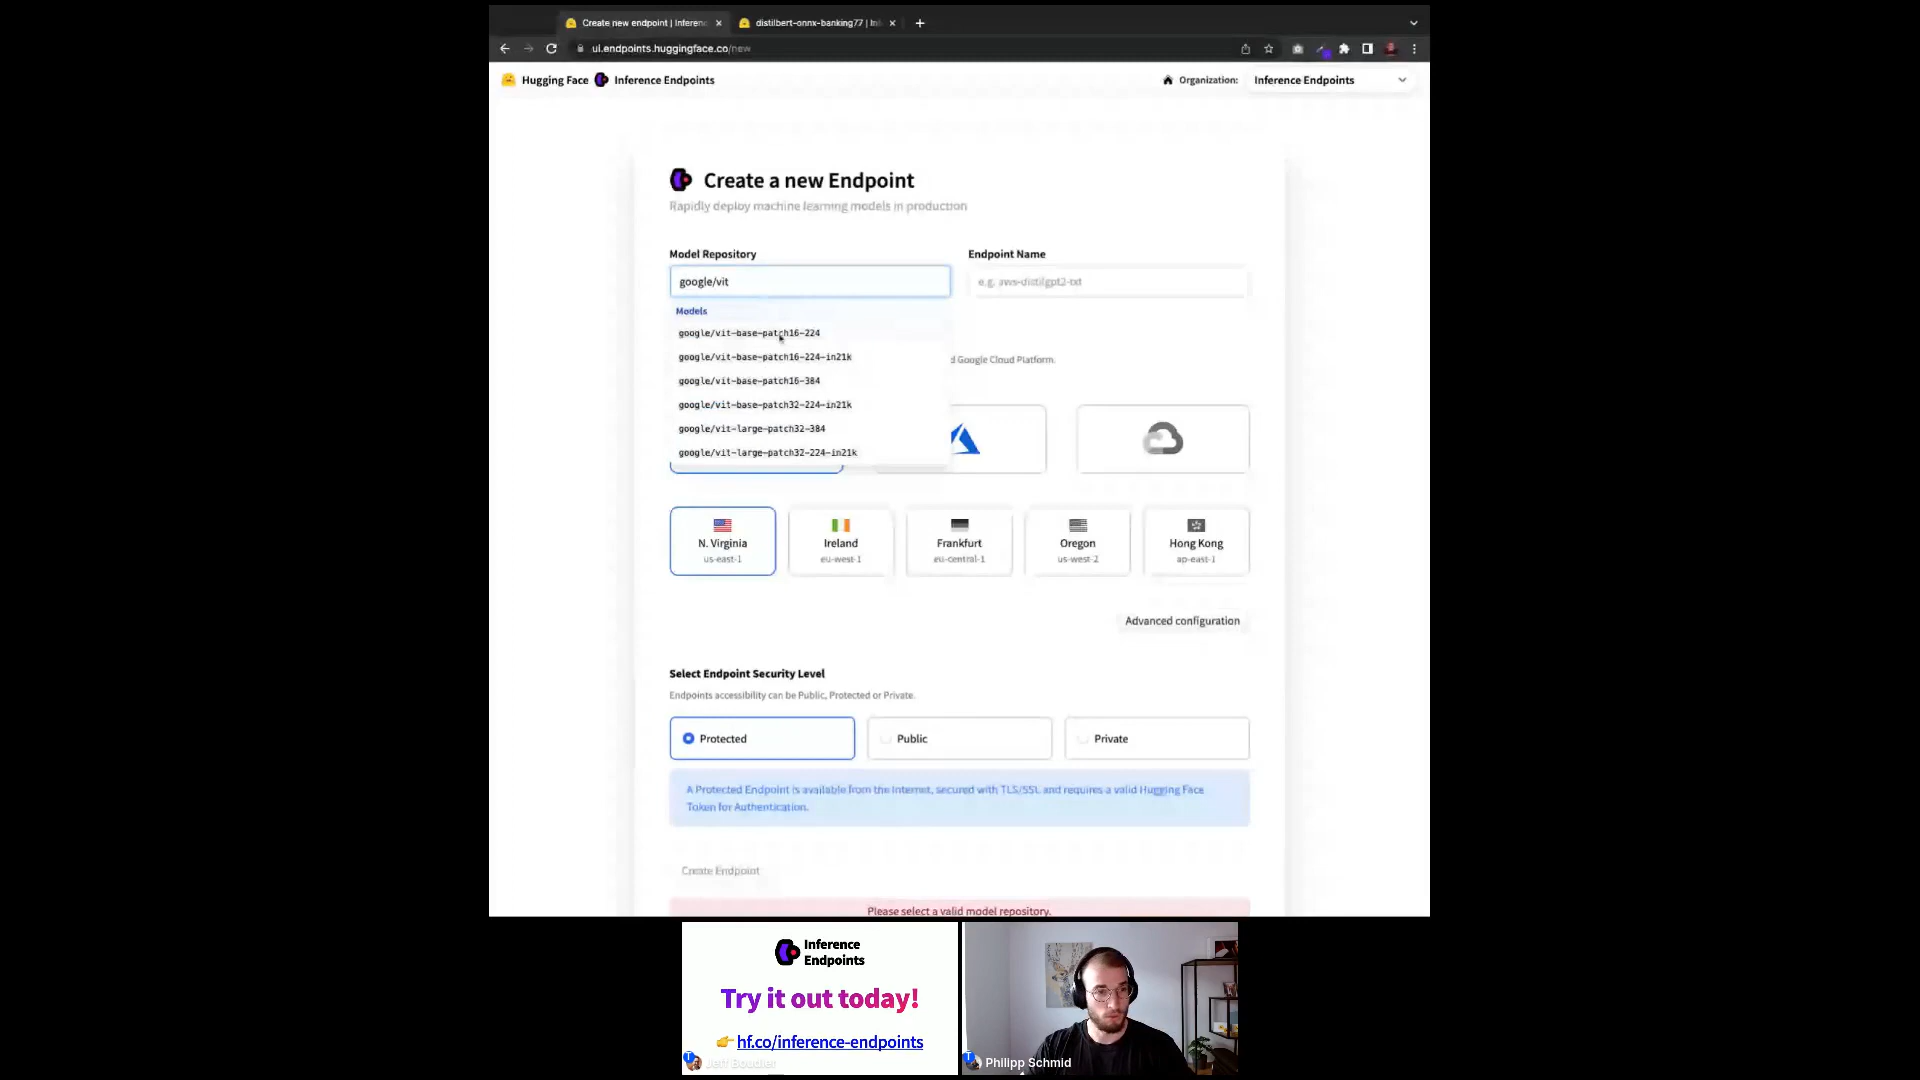 Create new endpoint | Inferenc
distilbert-onnx-banking77 | In
ui.endpoints.huggingface.co/new
Hugging Face Inference Endpoints
Organization: Inference Endpoints
Create a new Endpoint
Rapidly deploy machine learning models in production
Model Repository
Endpoint Name
google/vit
e.g. aws-distilgpt2-txt
Models
google/vit-base-patch16-224
google/vit-base-patch16-224-in21k
d Google Cloud Platform.
google/vit-base-patch16-384
google/vit-base-patch32-224-in21k
google/vit-large-patch32-384
google/vit-large-patch32-224-in21k
N. Virginia
us-east-1
Ireland
eu-west-1
Frankfurt
eu-central-1
Oregon
us-west-2
Hong Kong
ap-east-1
Advanced configuration
Select Endpoint Security Level
Endpoints accessibility can be Public, Protected or Private.
Protected
Public
Private
A Protected Endpoint is available from the Internet, secured with TLS/SSL and requires a valid Hugging Face
Token for Authentication.
Create Endpoint
Please select a valid model repository.
Inference
Endpoints
Try it out today!
👉 hf.co/inference-endpoints
Jeff Boudier
Philipp Schmid